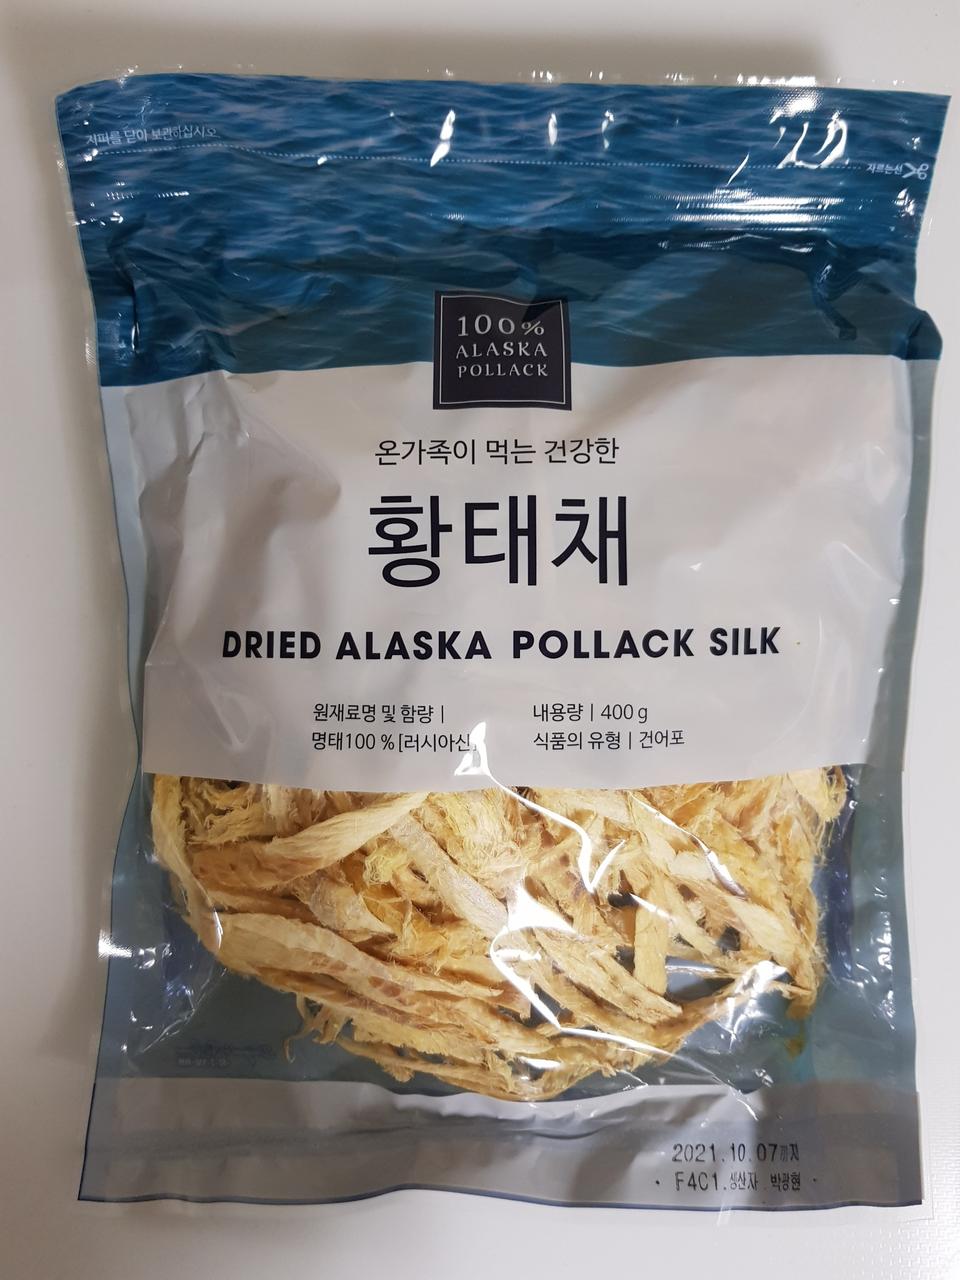 지퍼를 닫아 보관하십시오
자르는선
100%
ALASKA
POLLACK
온가족이 먹는 건강한
황태채
DRIED ALASKA POLLACK SILK
원재료명 및 함량 |
명태100 % [러시아산]
내용량 | 400 g
식품의 유형 | 건어포
2021.10.07까지
F4C1.생산자 . 박광현